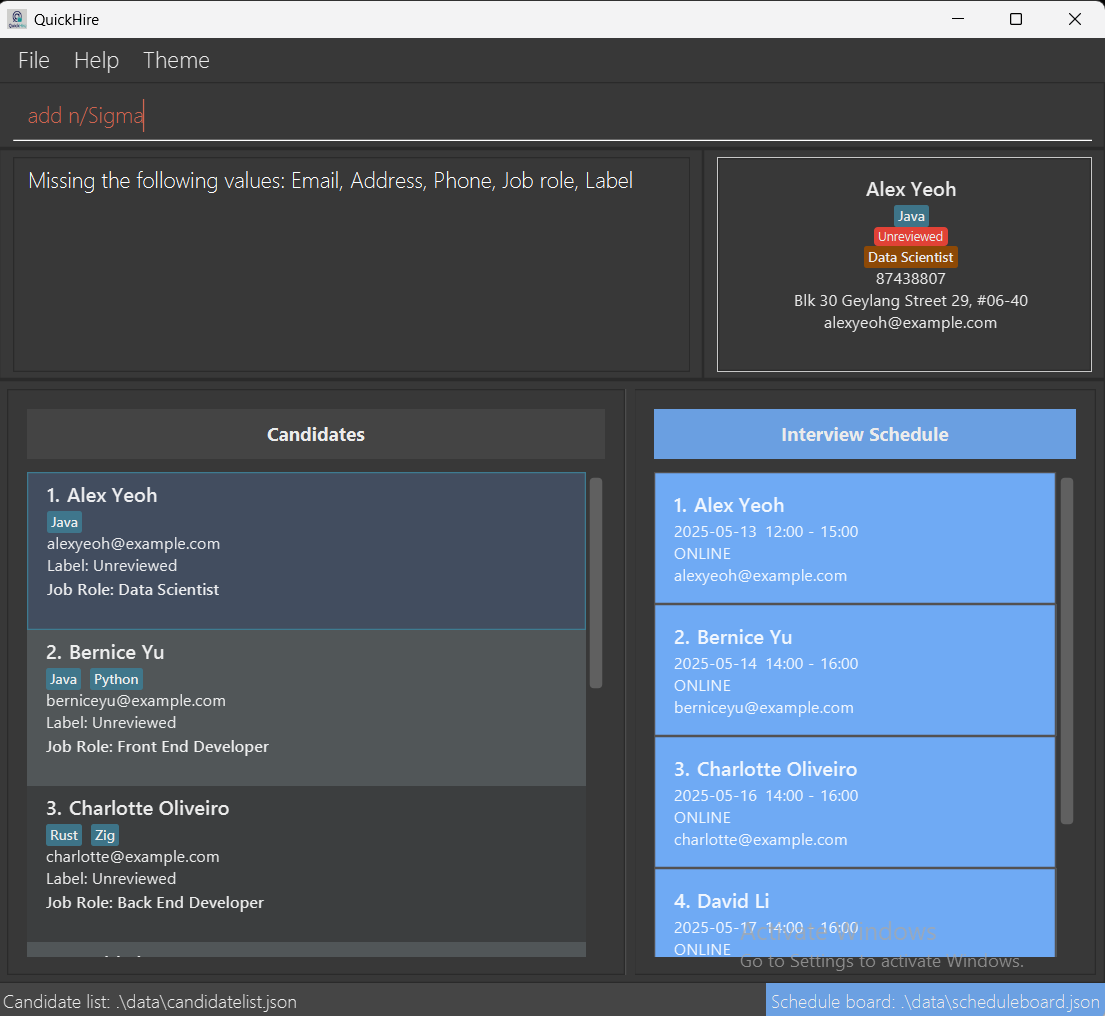 QuickHire
File Help Theme
add n/Sigma
Missing the following values: Email, Address, Phone, Job role, Label
Alex Yeoh
Java
Unreviewed
Data Scientist
87438807
Blk 30 Geylang Street 29, #06-40
alexyeoh@example.com
Candidates
1. Alex Yeoh
Java
alexyeoh@example.com
Label: Unreviewed
Job Role: Data Scientist
2. Bernice Yu
Java Python
berniceyu@example.com
Label: Unreviewed
Job Role: Front End Developer
3. Charlotte Oliveiro
Rust Zig
charlotte@example.com
Label: Unreviewed
Job Role: Back End Developer
Interview Schedule
1. Alex Yeoh
2025-05-13 12:00 - 15:00
ONLINE
alexyeoh@example.com
2. Bernice Yu
2025-05-14 14:00 - 16:00
ONLINE
berniceyu@example.com
3. Charlotte Oliveiro
2025-05-16 14:00 - 16:00
ONLINE
charlotte@example.com
4. David Li
2025-05-17 14:00 - 16:00
ONLINE
Activate Windows
Go to Settings to activate Windows.
Candidate list: .\data\candidatelist.json
Schedule board: .\data\scheduleboard.json